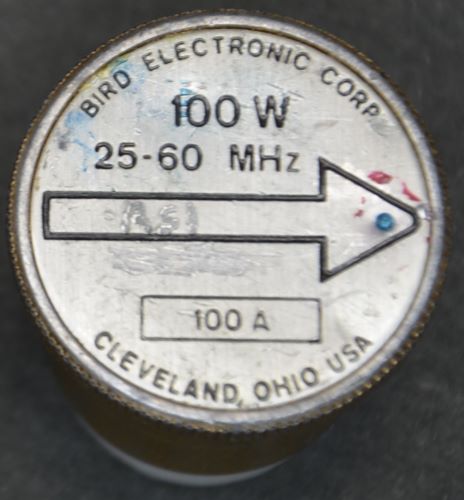 BIRD ELECTRONIC CORP.
100 W
25-60 MHz
100 A
CLEVELAND, OHIO USA